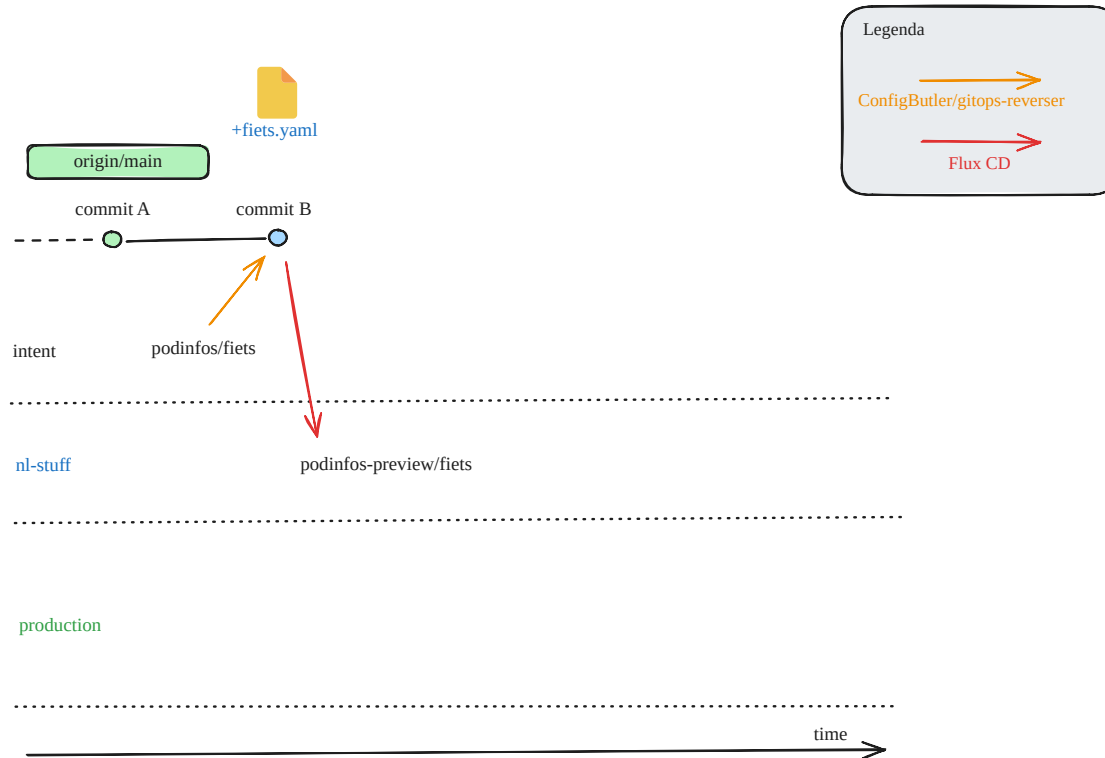 Legenda
ConfigButler/gitops-reverser
Flux CD
+fiets.yaml
origin/main
commit A
commit B
intent
podinfos/fiets
nl-stuff
podinfos-preview/fiets
production
time